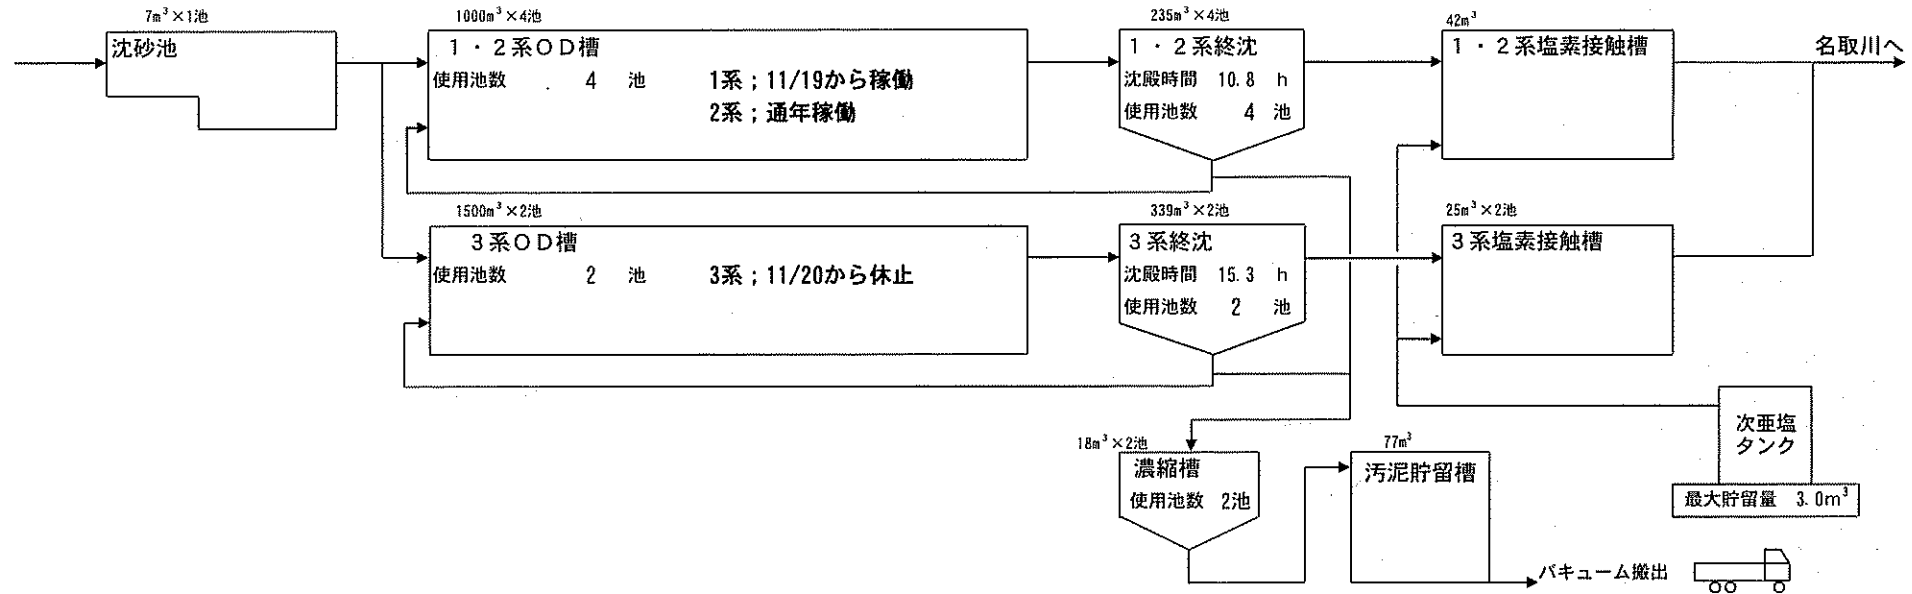 7m³×1池
沈砂池
1000m³×4池
1・2系OD槽
使用池数 4 池
1系；11/19から稼働
2系；通年稼働
235m³×4池
1・2系終沈
沈殿時間 10.8 h
使用池数 4 池
42m³
1・2系塩素接触槽
名取川へ
1500m³×2池
3系OD槽
使用池数 2 池
3系；11/20から休止
339m³×2池
3系終沈
沈殿時間 15.3 h
使用池数 2 池
25m³×2池
3系塩素接触槽
18m³×2池
濃縮槽
使用池数 2池
77m³
汚泥貯留槽
次亜塩
タンク
最大貯留量 3.0m³
バキューム搬出